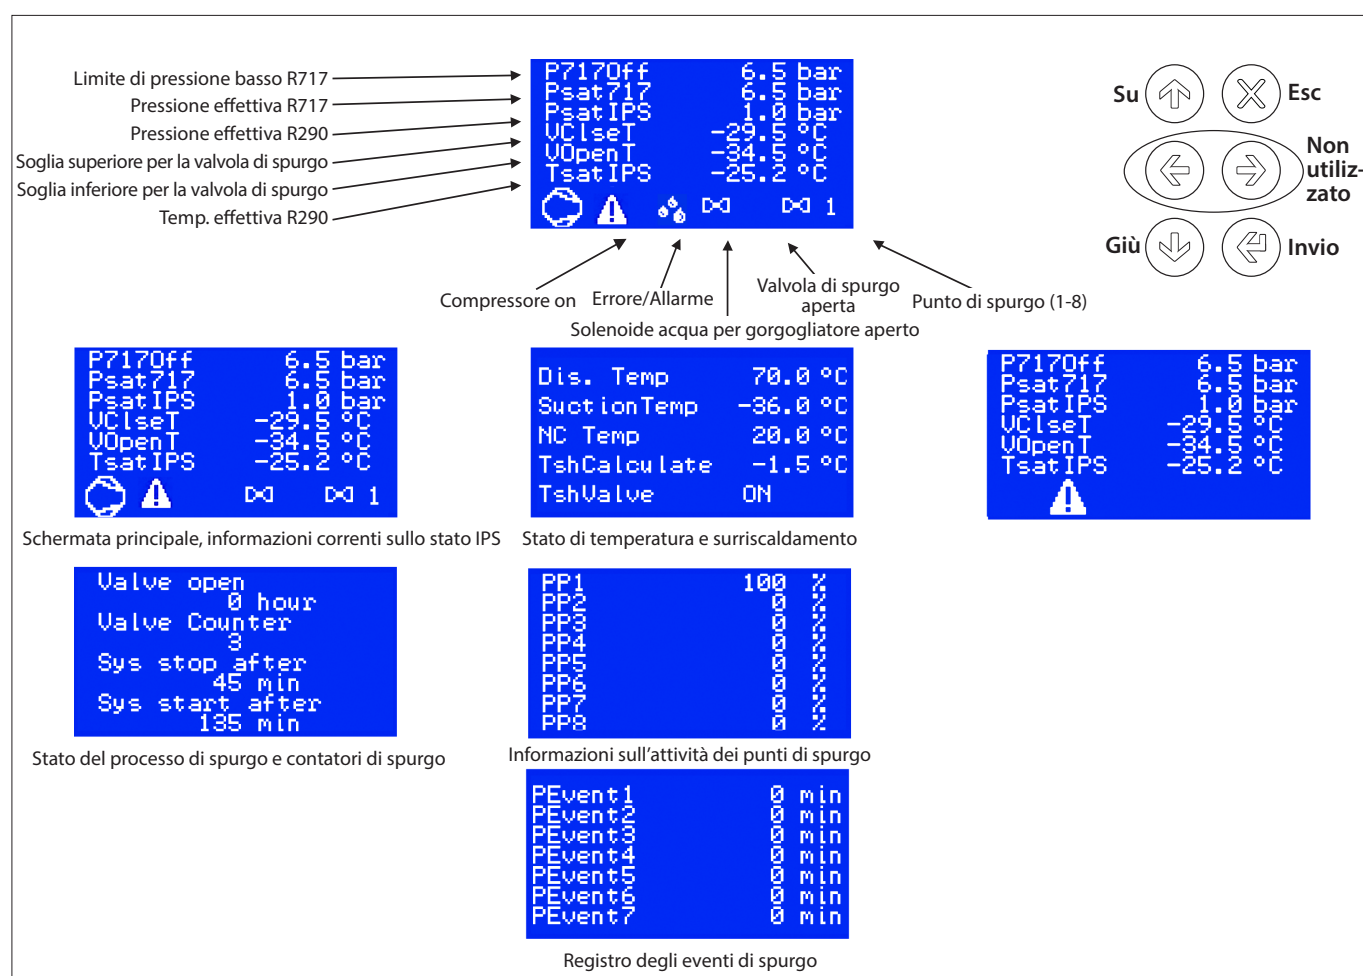 Limite di pressione basso R717
Pressione effettiva R717
Pressione effettiva R290
Soglia superiore per la valvola di spurgo
Soglia inferiore per la valvola di spurgo
Temp. effettiva R290
P717Off 6.5 bar
Psat717 6.5 bar
PsatIPS 1.0 bar
VClseT -29.5 °C
VOpenT -34.5 °C
TsatIPS -25.2 °C
1
Su
Esc
Non
utiliz-
zato
Giù
Invio
Compressore on
Errore/Allarme
Valvola di spurgo
aperta
Punto di spurgo (1-8)
Solenoide acqua per gorgogliatore aperto
P717Off 6.5 bar
Psat717 6.5 bar
PsatIPS 1.0 bar
VClseT -29.5 °C
VOpenT -34.5 °C
TsatIPS -25.2 °C
1
Schermata principale, informazioni correnti sullo stato IPS
Dis. Temp 70.0 °C
SuctionTemp -36.0 °C
NC Temp 20.0 °C
TshCalculate -1.5 °C
TshValve ON
Stato di temperatura e surriscaldamento
P717Off 6.5 bar
Psat717 6.5 bar
PsatIPS 1.0 bar
VClseT -29.5 °C
VOpenT -34.5 °C
TsatIPS -25.2 °C
Valve open
0 hour
Valve Counter
3
Sys stop after
45 min
Sys start after
135 min
Stato del processo di spurgo e contatori di spurgo
PP1 100 %
PP2 0 %
PP3 0 %
PP4 0 %
PP5 0 %
PP6 0 %
PP7 0 %
PP8 0 %
Informazioni sull'attività dei punti di spurgo
PEvent1 0 min
PEvent2 0 min
PEvent3 0 min
PEvent4 0 min
PEvent5 0 min
PEvent6 0 min
PEvent7 0 min
Registro degli eventi di spurgo